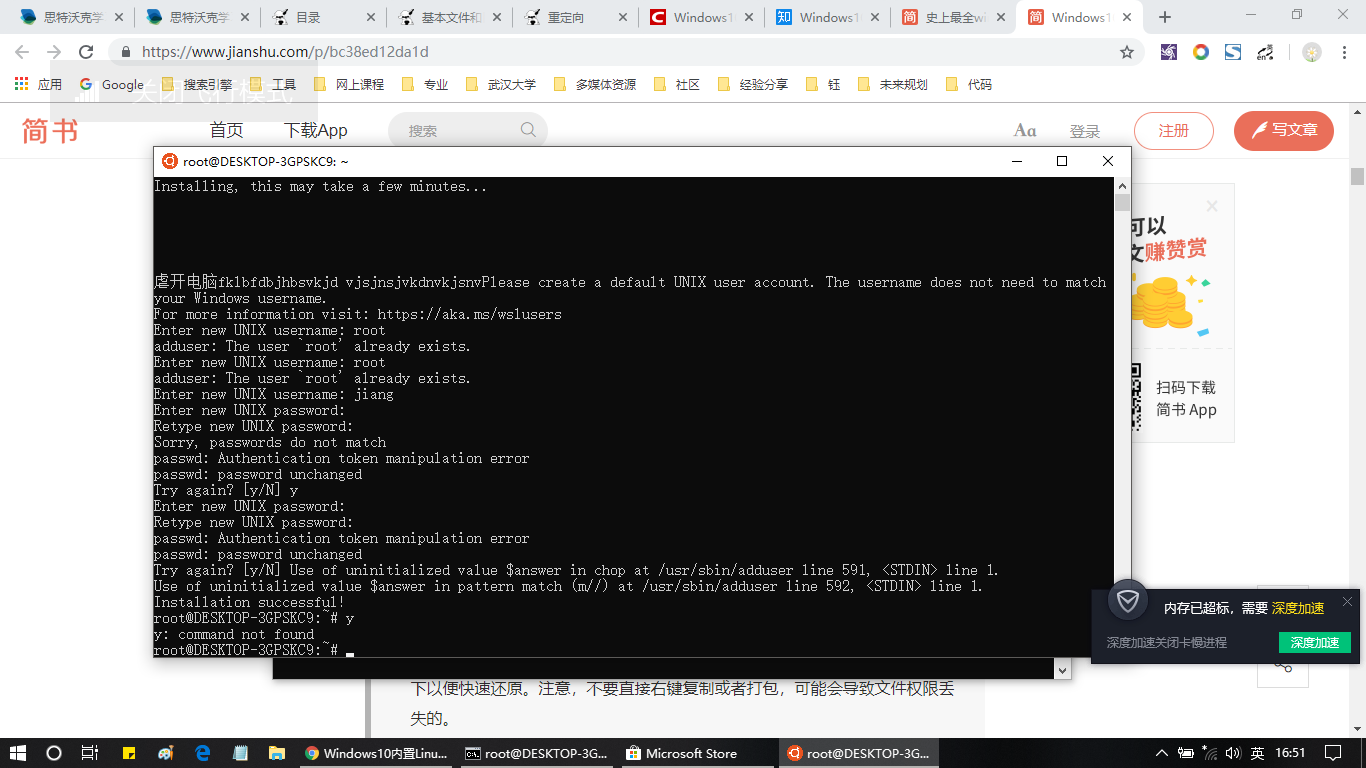 思特沃克学
思特沃克学
目录
基本文件和
重定向
Windows1
Windows1
史上最全wi
Windows1
https://www.jianshu.com/p/bc38ed12da1d
应用
Google
搜索引擎
工具
网上课程
专业
武汉大学
多媒体资源
社区
经验分享
钰
未来规划
代码
关闭飞行模式
简书
首页
下载App
搜索
Aa
登录
注册
写文章
root@DESKTOP-3GPSKC9: ~
Installing, this may take a few minutes...
虐开电脑fklbfdbjhbsvkjd vjsjnsjvkdnvkjsnvPlease create a default UNIX user account. The username does not need to match
your Windows username.
For more information visit: https://aka.ms/wslusers
Enter new UNIX username: root
adduser: The user `root' already exists.
Enter new UNIX username: root
adduser: The user `root' already exists.
Enter new UNIX username: jiang
Enter new UNIX password:
Retype new UNIX password:
Sorry, passwords do not match
passwd: Authentication token manipulation error
passwd: password unchanged
Try again? [y/N] y
Enter new UNIX password:
Retype new UNIX password:
passwd: Authentication token manipulation error
passwd: password unchanged
Try again? [y/N] Use of uninitialized value $answer in chop at /usr/sbin/adduser line 591, <STDIN> line 1.
Use of uninitialized value $answer in pattern match (m//) at /usr/sbin/adduser line 592, <STDIN> line 1.
Installation successful!
root@DESKTOP-3GPSKC9:~# y
y: command not found
root@DESKTOP-3GPSKC9:~#
可以
文赚赞赏
扫码下载
简书 App
内存已超标，需要 深度加速
深度加速关闭卡慢进程
深度加速
下以便快速还原。注意，不要直接右键复制或者打包，可能会导致文件权限丢
失的。
Windows10内置Linu...
root@DESKTOP-3G...
Microsoft Store
root@DESKTOP-3G...
英
16:51